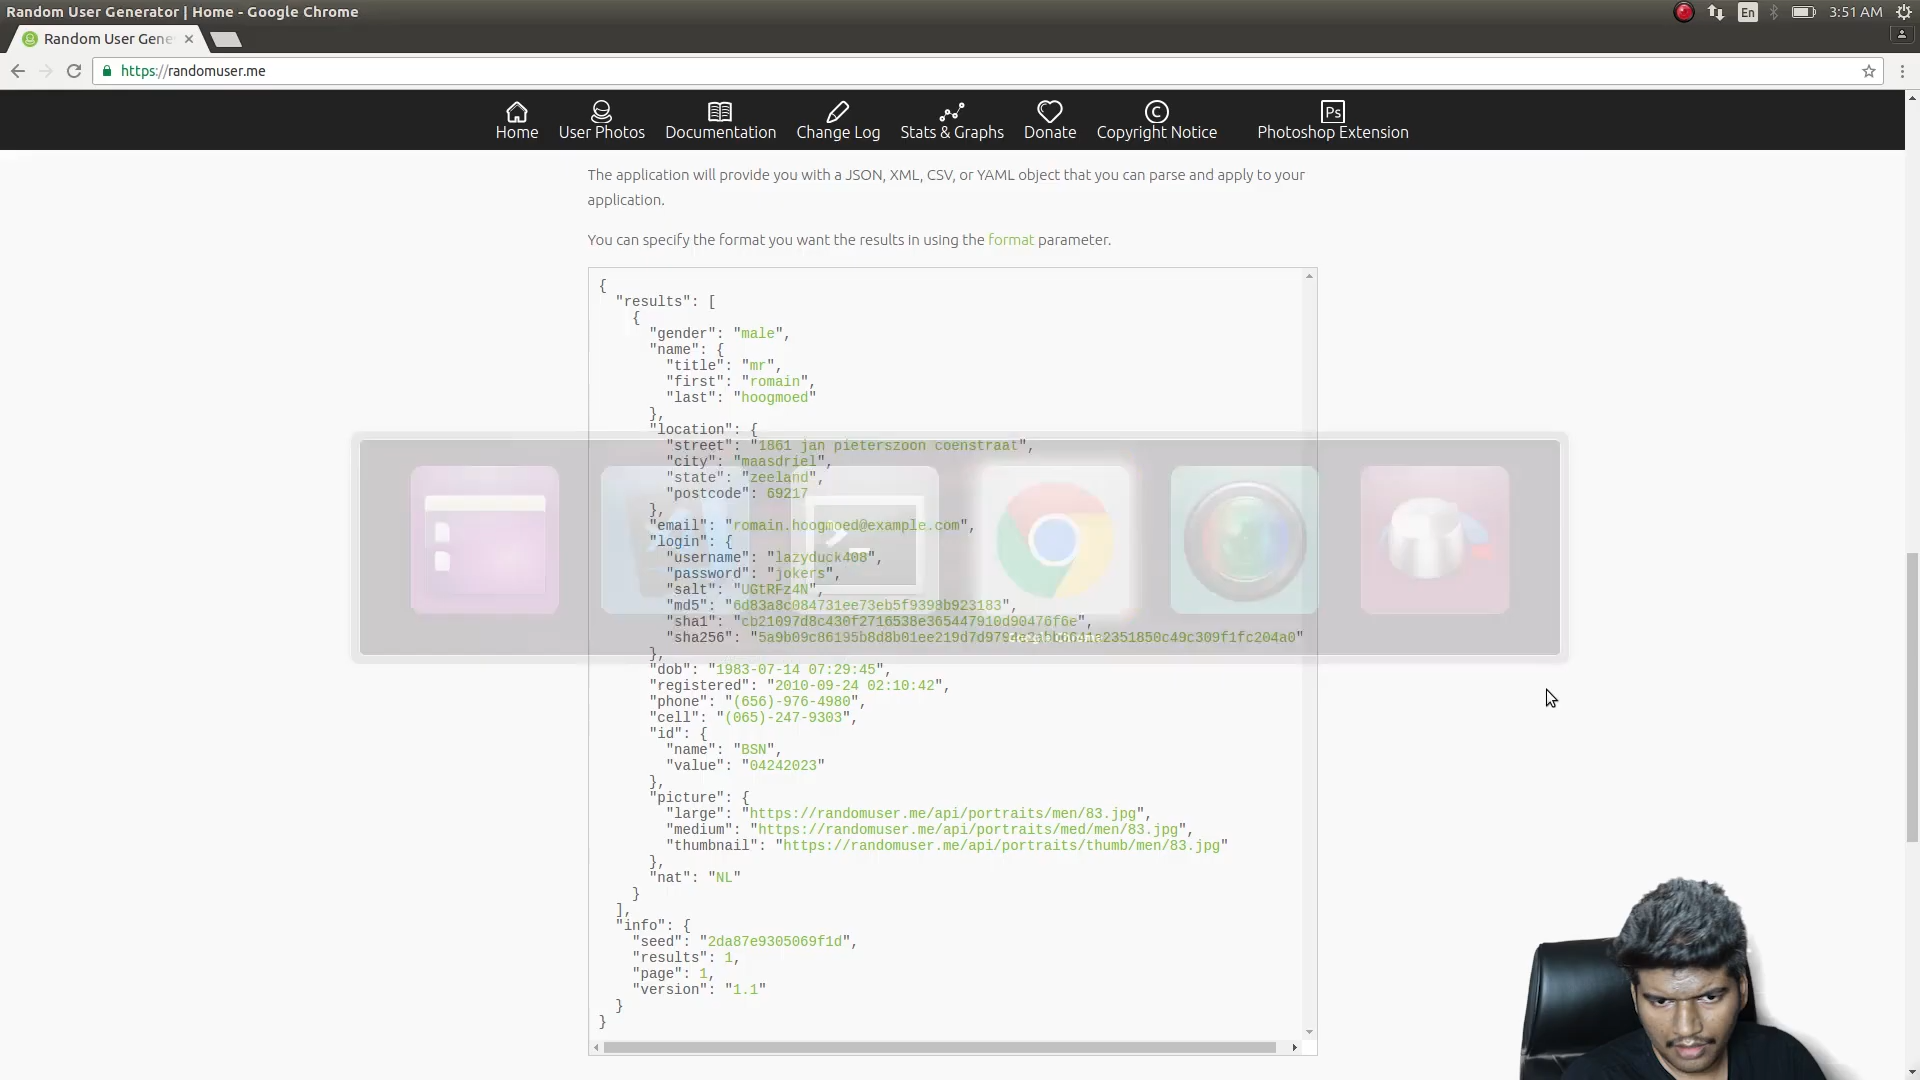 Random User Generator | Home - Google Chrome
En
3:51 AM
Random User Gene
https://randomuser.me
Home
User Photos
Documentation
Change Log
Stats & Graphs
Donate
Copyright Notice
Ps
Photoshop Extension
The application will provide you with a JSON, XML, CSV, or YAML object that you can parse and apply to your
application.
You can specify the format you want the results in using the format parameter.
{
"results": [
{
"gender": "male",
"name": {
"title": "mr",
"first": "romain",
"last": "hoogmoed"
},
"location": {
"street": "1861 jan pieterszoon coenstraat",
"city": "maasdriel",
"state": "zeeland",
"postcode": 69217
},
"email": "romain.hoogmoed@example.com",
"login": {
"username": "lazyduck408",
"password": "jokers",
"salt": "UGtRFz4N",
"md5": "6d83a8c084731ee73eb5f9398b923183",
"sha1": "cb21097d8c430f2716538e365447910d90476f6e",
"sha256":
},
"dob": "1983-07-14 07:29:45",
"registered": "2010-09-24 02:10:42",
"phone": "(656)-976-4980",
"cell": "(065)-247-9303",
"id": {
"name": "BSN",
"value": "04242023"
},
"picture": {
"large": "https://randomuser.me/api/portraits/men/83.jpg",
"medium": "https://randomuser.me/api/portraits/med/men/83.jpg",
"thumbnail": "https://randomuser.me/api/portraits/thumb/men/83.jpg"
},
"nat": "NL"
}
],
"info": {
"seed": "2da87e9305069f1d",
"results": 1,
"page": 1,
"version": "1.1"
}
}